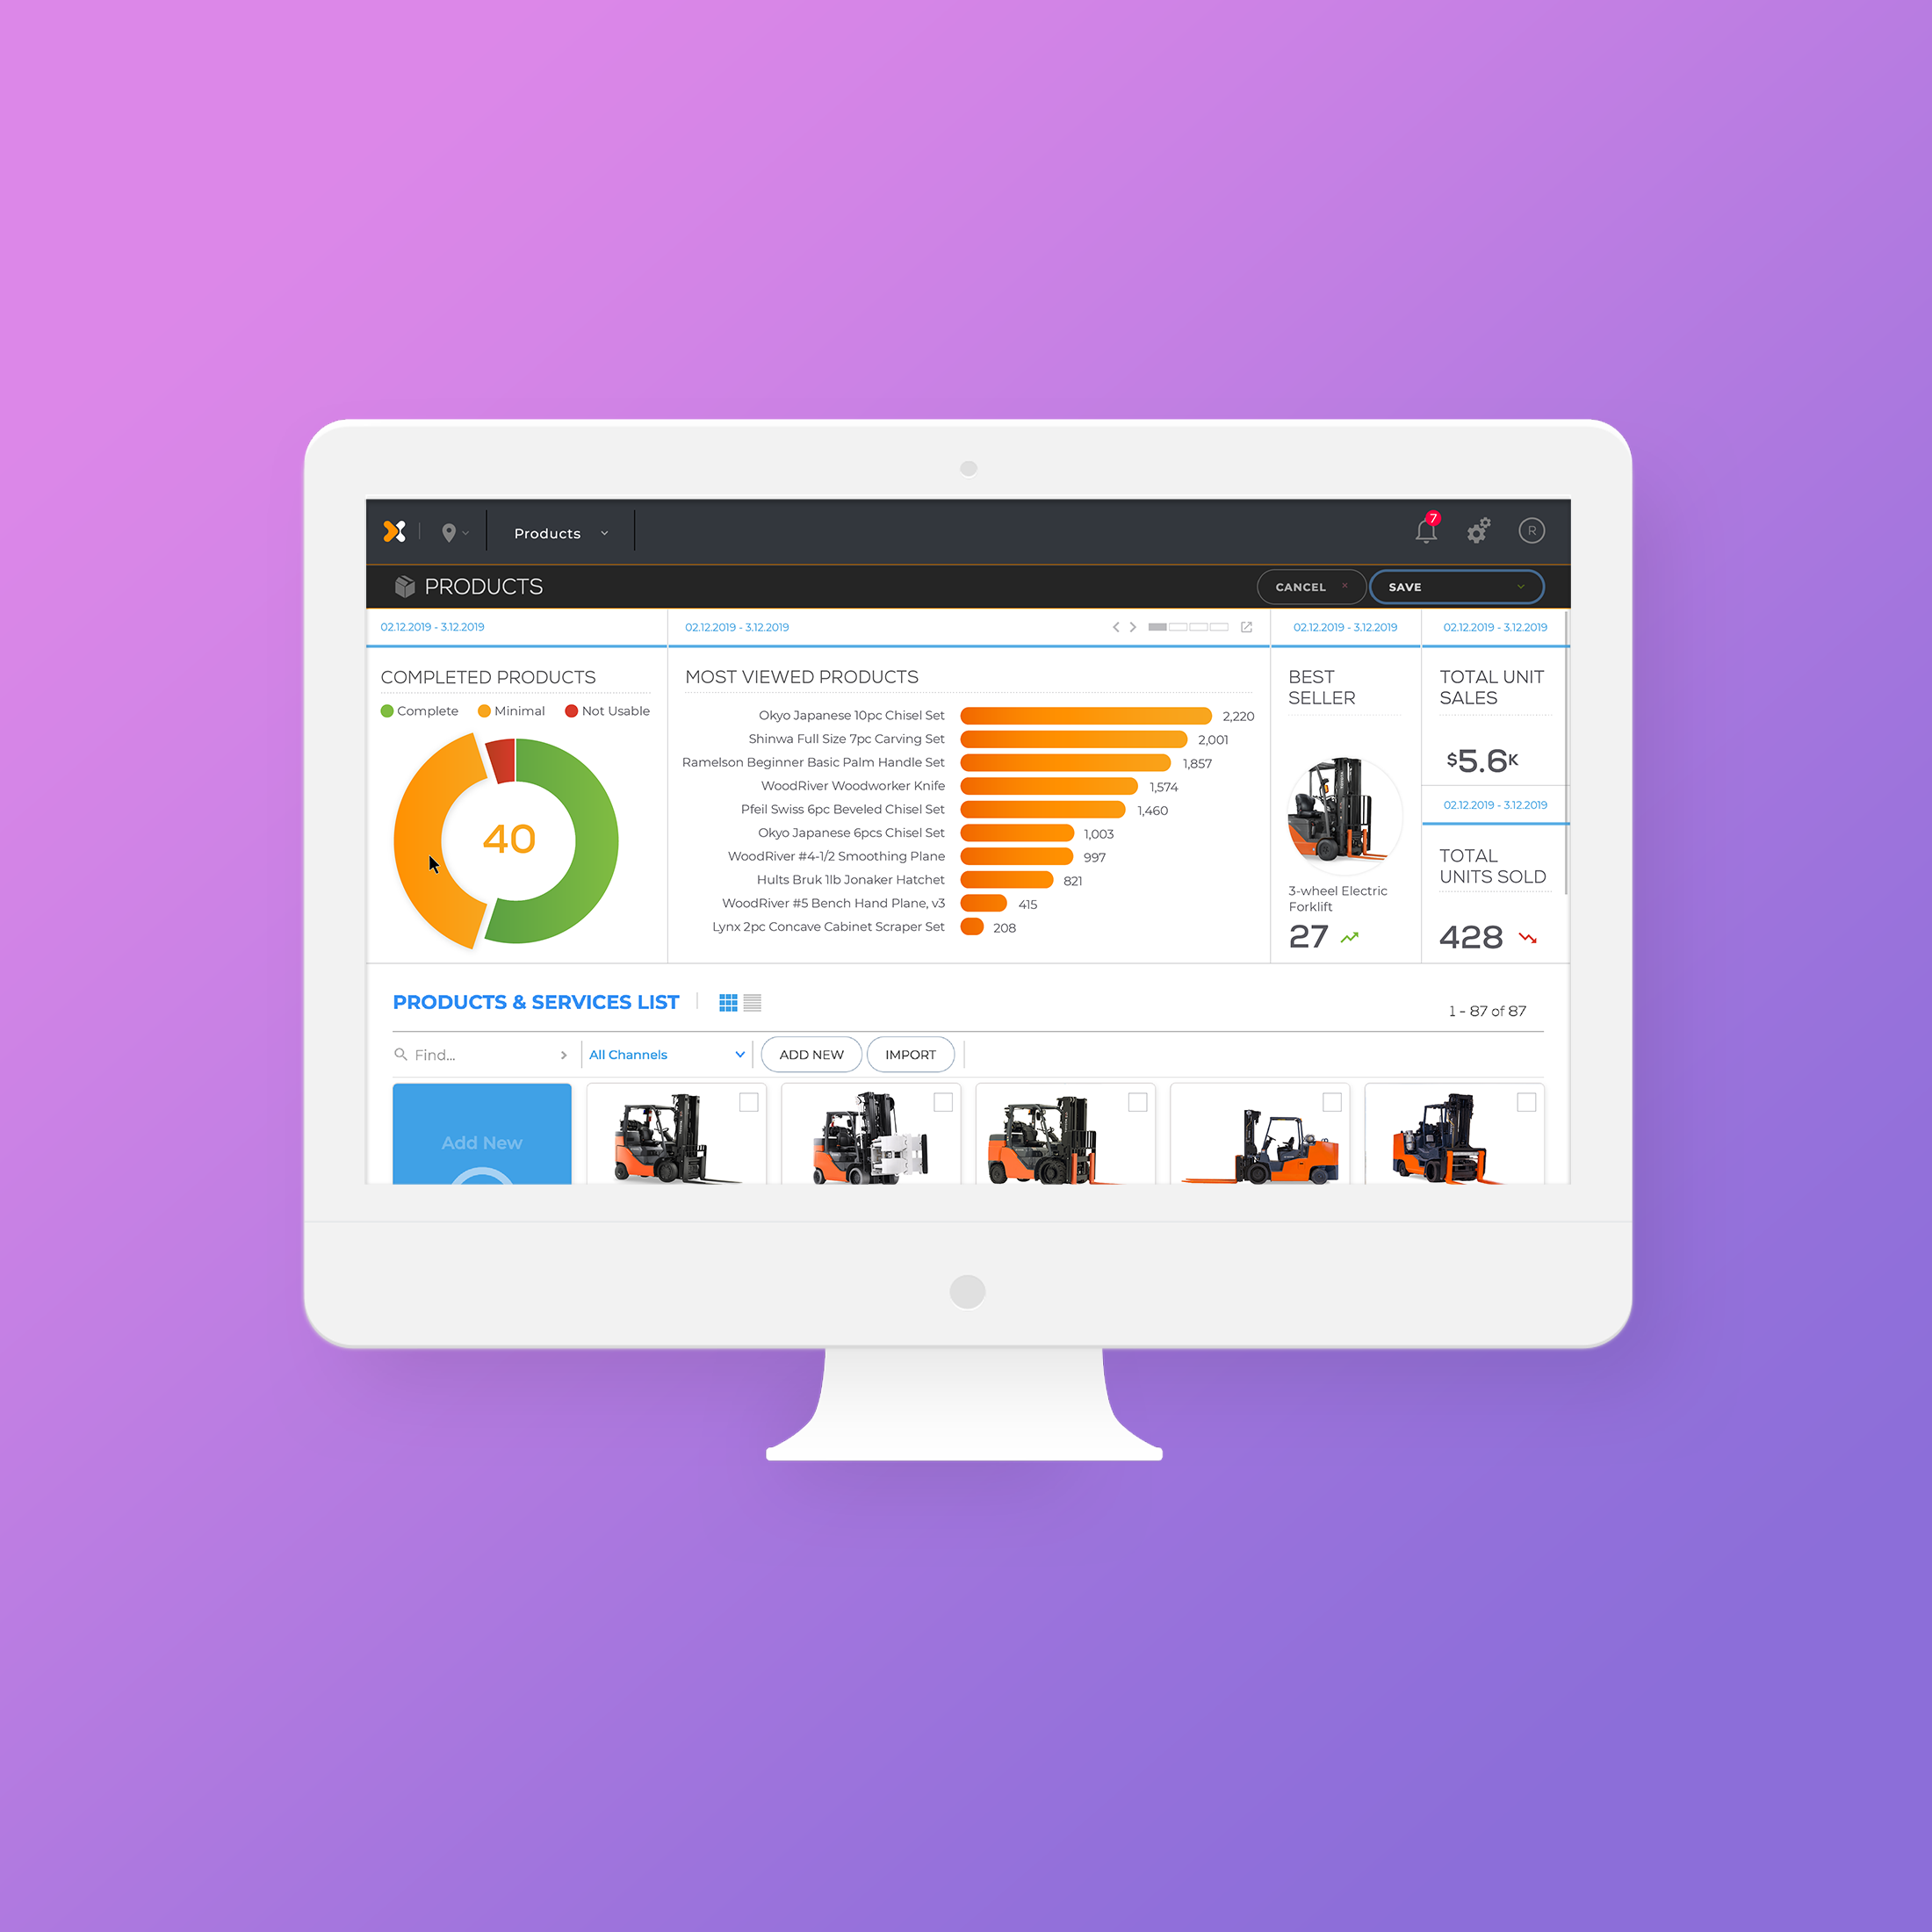 Products
7
R
PRODUCTS
CANCEL ×
SAVE
02.12.2019 - 3.12.2019
COMPLETED PRODUCTS
Complete
Minimal
Not Usable
40
02.12.2019 - 3.12.2019
MOST VIEWED PRODUCTS
Okyo Japanese 10pc Chisel Set 2,220
Shinwa Full Size 7pc Carving Set 2,001
Ramelson Beginner Basic Palm Handle Set 1,857
WoodRiver Woodworker Knife 1,574
Pfeil Swiss 6pc Beveled Chisel Set 1,460
Okyo Japanese 6pcs Chisel Set 1,003
WoodRiver #4-1/2 Smoothing Plane 997
Hults Bruk 1lb Jonaker Hatchet 821
WoodRiver #5 Bench Hand Plane, v3 415
Lynx 2pc Concave Cabinet Scraper Set 208
02.12.2019 - 3.12.2019
BEST
SELLER
3-wheel Electric
Forklift
27
02.12.2019 - 3.12.2019
TOTAL UNIT
SALES
$5.6K
02.12.2019 - 3.12.2019
TOTAL
UNITS SOLD
428
PRODUCTS & SERVICES LIST
1 - 87 of 87
Find...
All Channels
ADD NEW
IMPORT
Add New